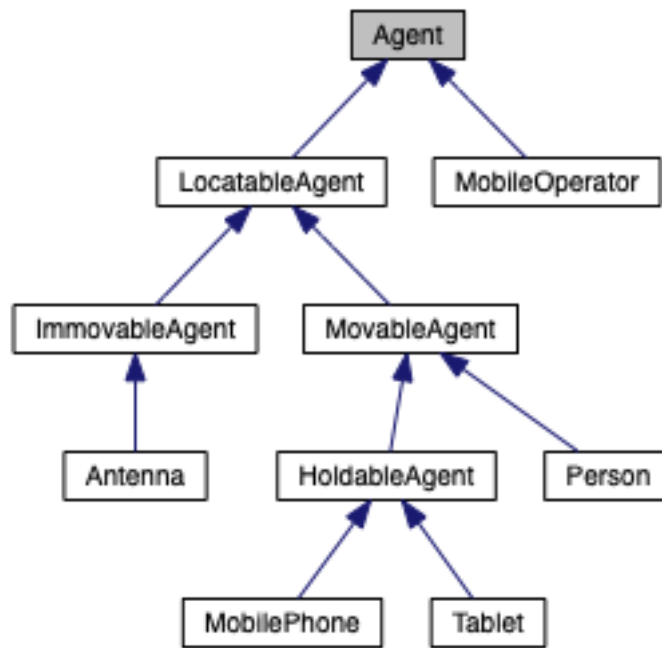 Agent
LocatableAgent
MobileOperator
ImmovableAgent
MovableAgent
Antenna
HoldableAgent
Person
MobilePhone
Tablet